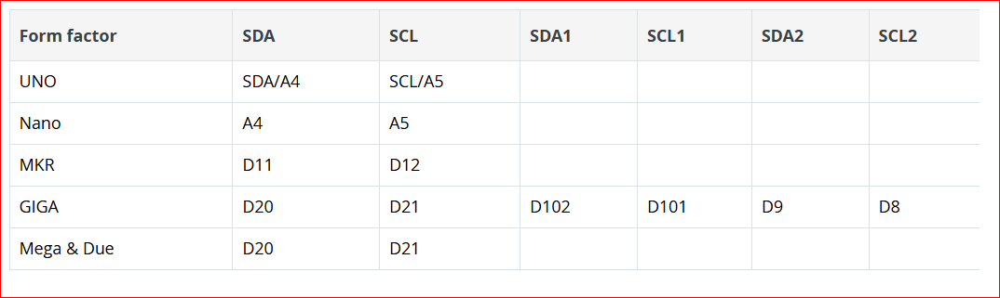 Form factor SDA SCL SDA1 SCL1 SDA2 SCL2
UNO SDA/A4 SCL/A5
Nano A4 A5
MKR D11 D12
GIGA D20 D21 D102 D101 D9 D8
Mega & Due D20 D21